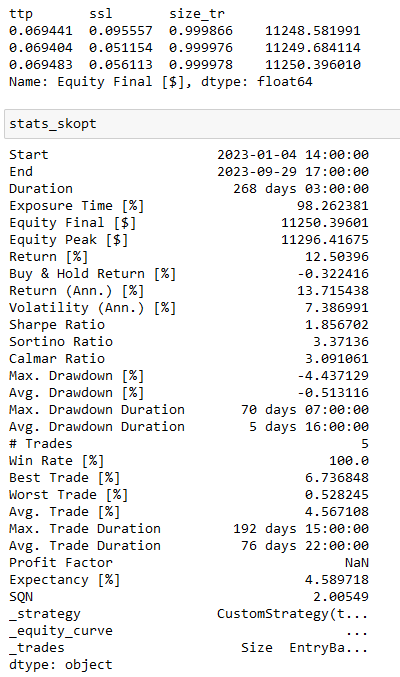 ttp ssl size_tr
0.069441 0.095557 0.999866 11248.581991
0.069404 0.051154 0.999976 11249.684114
0.069483 0.056113 0.999978 11250.396010
Name: Equity Final [$], dtype: float64
stats_skopt
Start 2023-01-04 14:00:00
End 2023-09-29 17:00:00
Duration 268 days 03:00:00
Exposure Time [%] 98.262381
Equity Final [$] 11250.39601
Equity Peak [$] 11296.41675
Return [%] 12.50396
Buy & Hold Return [%] -0.322416
Return (Ann.) [%] 13.715438
Volatility (Ann.) [%] 7.386991
Sharpe Ratio 1.856702
Sortino Ratio 3.37136
Calmar Ratio 3.091061
Max. Drawdown [%] -4.437129
Avg. Drawdown [%] -0.513116
Max. Drawdown Duration 70 days 07:00:00
Avg. Drawdown Duration 5 days 16:00:00
# Trades 5
Win Rate [%] 100.0
Best Trade [%] 6.736848
Worst Trade [%] 0.528245
Avg. Trade [%] 4.567108
Max. Trade Duration 192 days 15:00:00
Avg. Trade Duration 76 days 22:00:00
Profit Factor NaN
Expectancy [%] 4.589718
SQN 2.00549
_strategy CustomStrategy(t...
_equity_curve ...
_trades Size EntryBa...
dtype: object